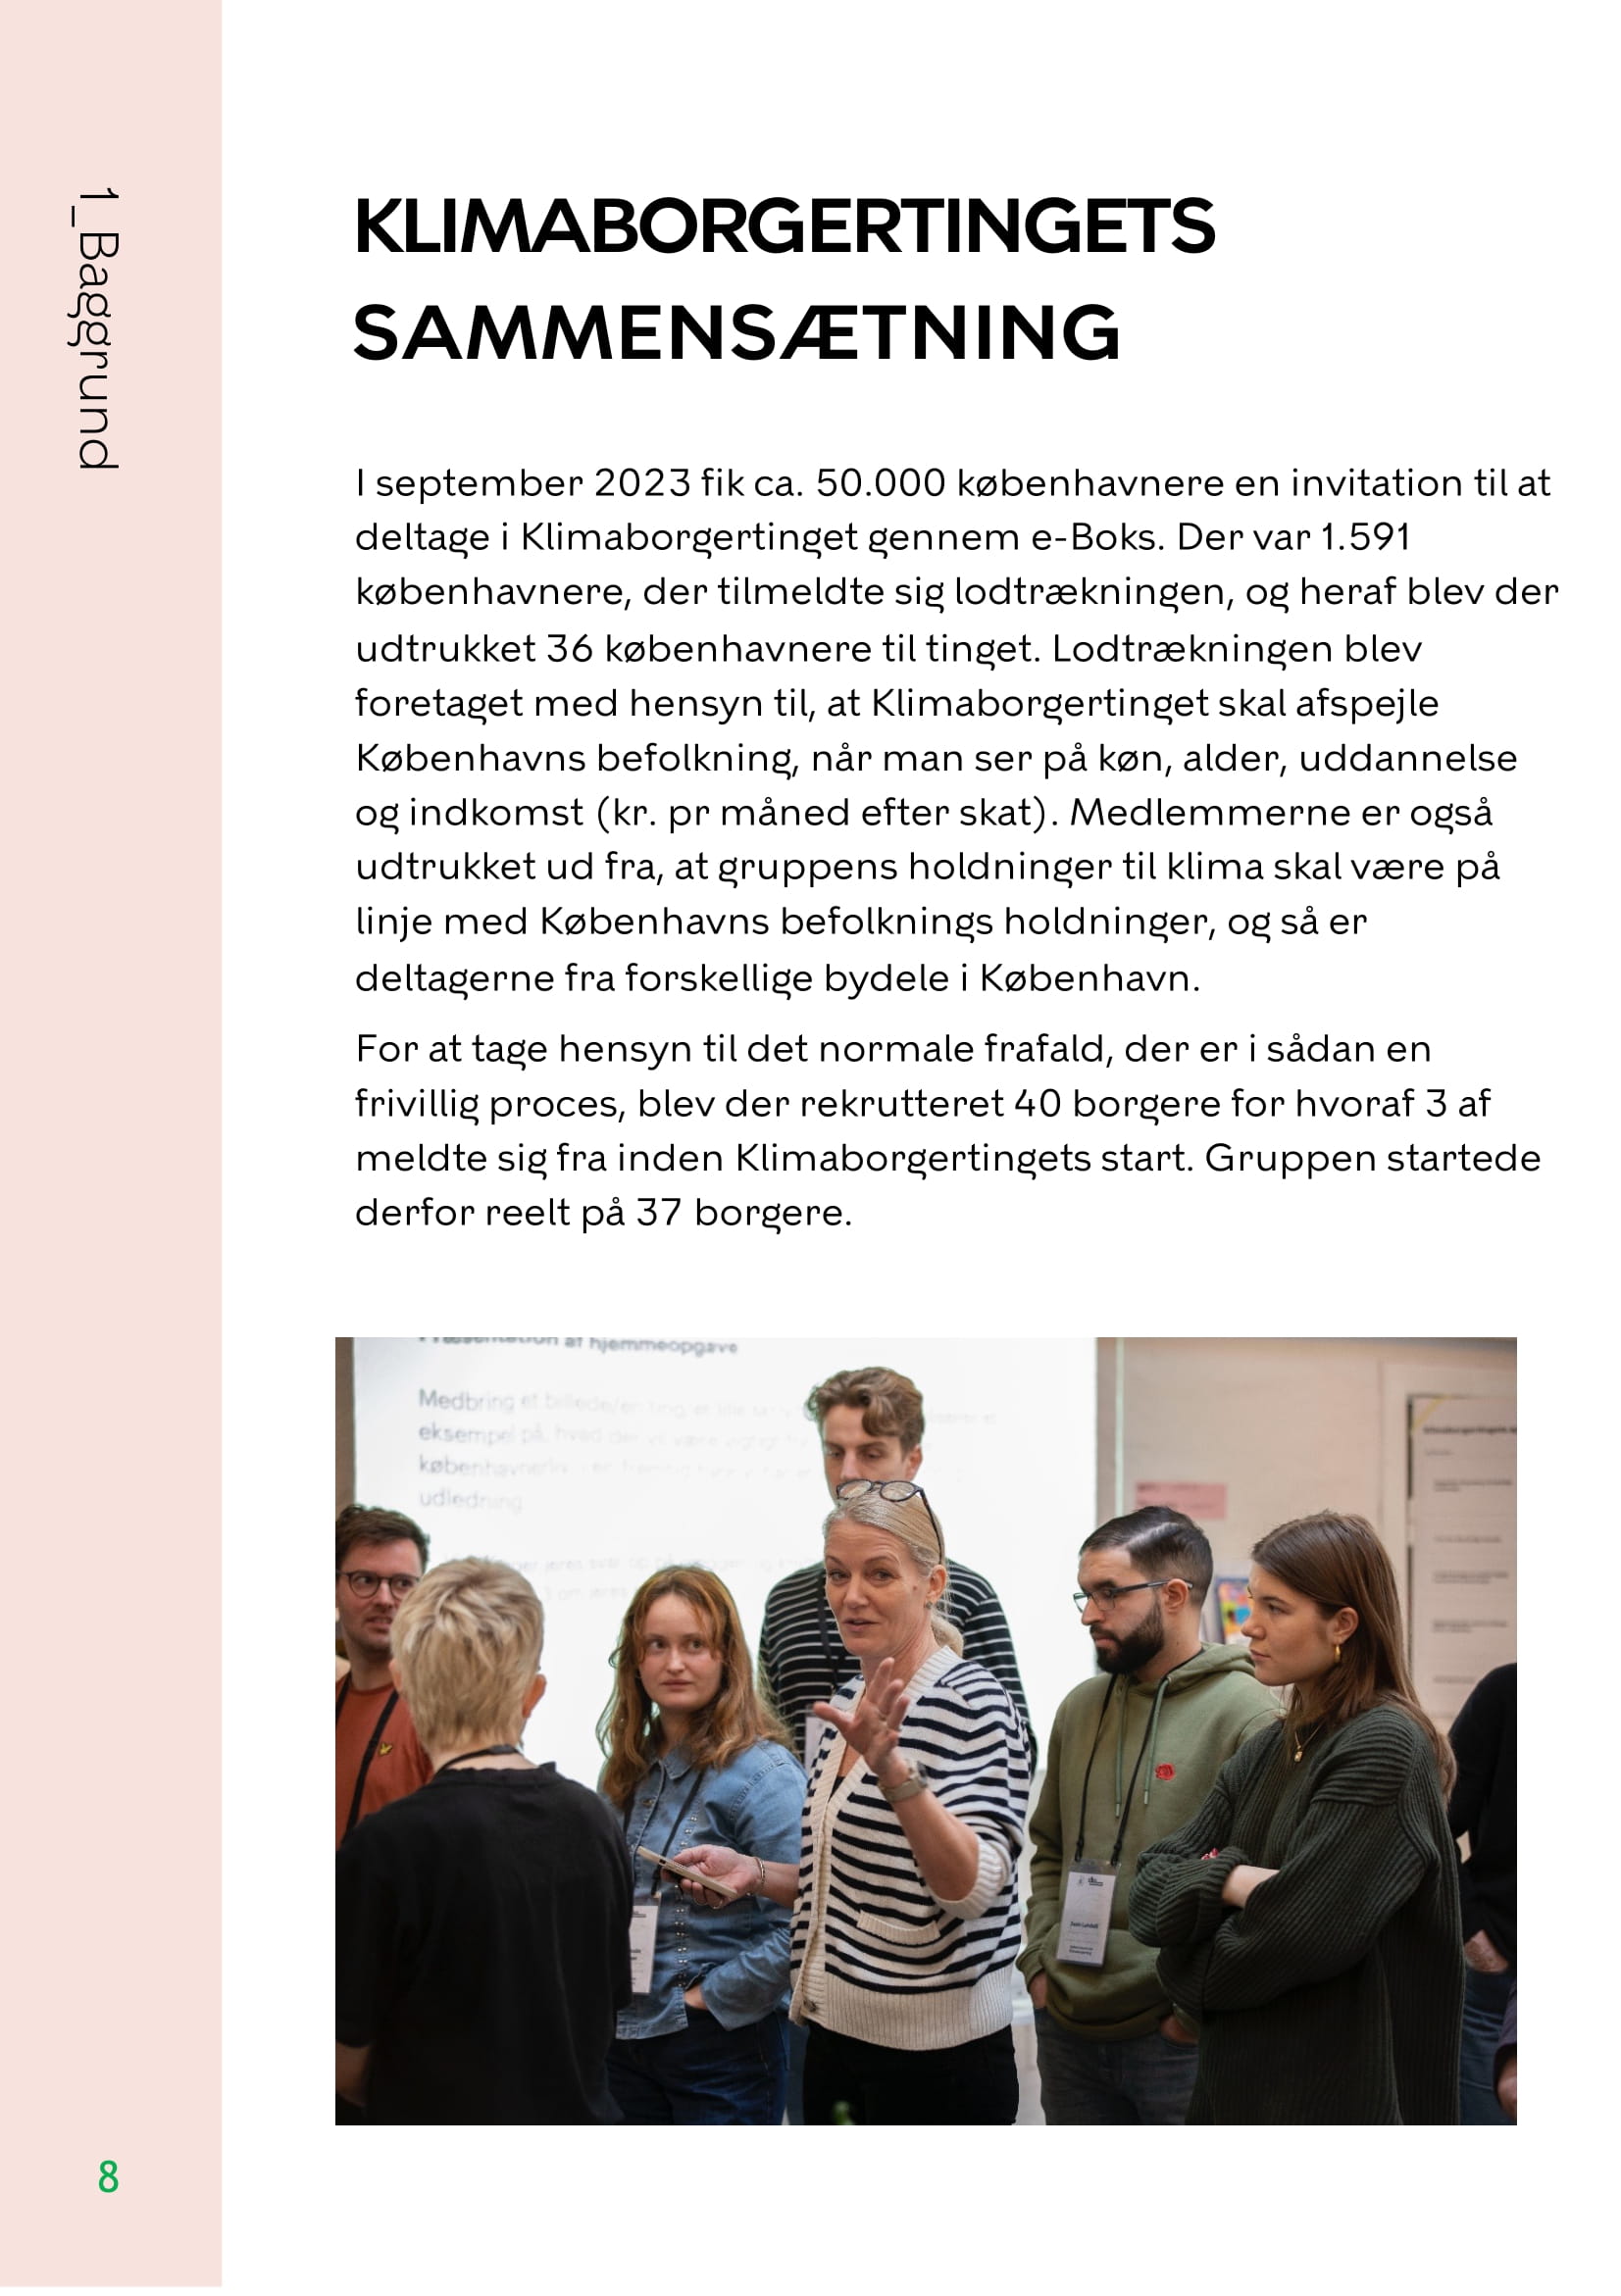 1_Baggrund
KLIMABORGERTINGETS
SAMMENSÆTNING
I september 2023 fik ca. 50.000 københavnere en invitation til at
deltage i Klimaborgertinget gennem e-Boks. Der var 1.591
københavnere, der tilmeldte sig lodtrækningen, og heraf blev der
udtrukket 36 københavnere til tinget. Lodtrækningen blev
foretaget med hensyn til, at Klimaborgertinget skal afspejle
Københavns befolkning, når man ser på køn, alder, uddannelse
og indkomst (kr. pr måned efter skat). Medlemmerne er også
udtrukket ud fra, at gruppens holdninger til klima skal være på
linje med Københavns befolknings holdninger, og så er
deltagerne fra forskellige bydele i København.
For at tage hensyn til det normale frafald, der er i sådan en
frivillig proces, blev der rekrutteret 40 borgere for hvoraf 3 af
meldte sig fra inden Klimaborgertingets start. Gruppen startede
derfor reelt på 37 borgere.
Præsentation af hjemmeopgave
Medbring et billede/en
eksempel på, hvad
udledning
8